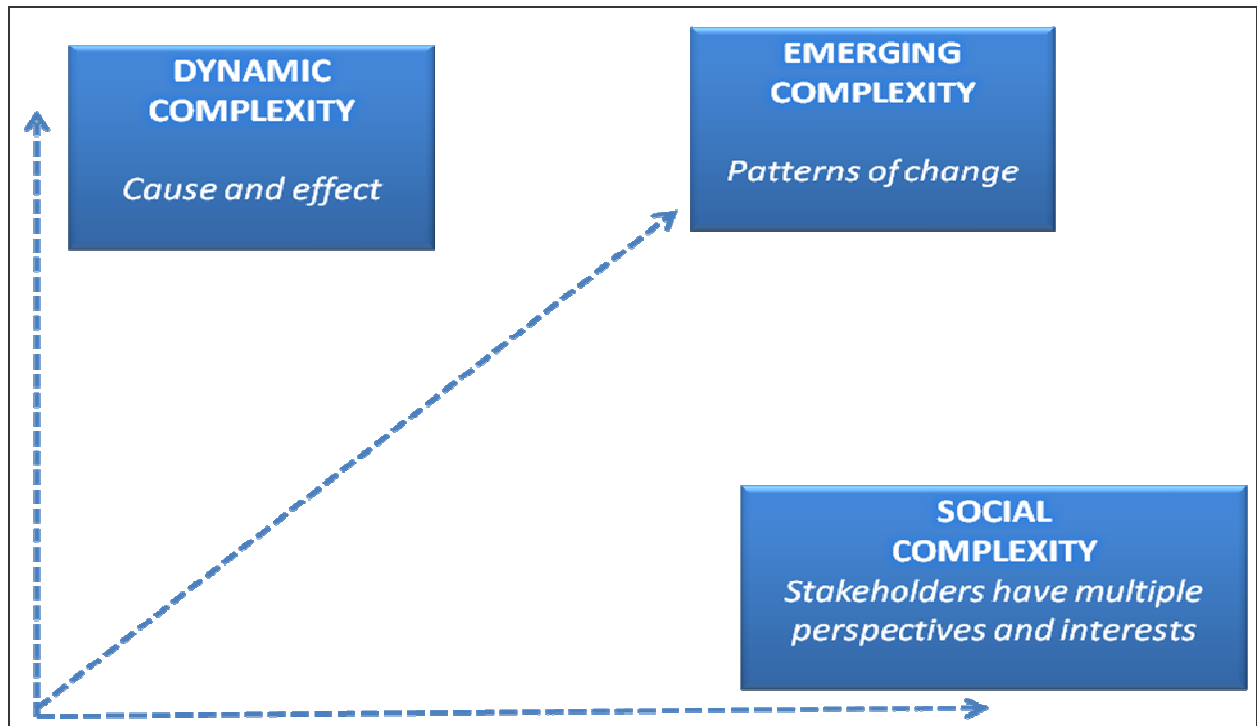 DYNAMIC
COMPLEXITY
Cause and effect
EMERGING
COMPLEXITY
Patterns of change
SOCIAL
COMPLEXITY
Stakeholders have multiple
perspectives and interests